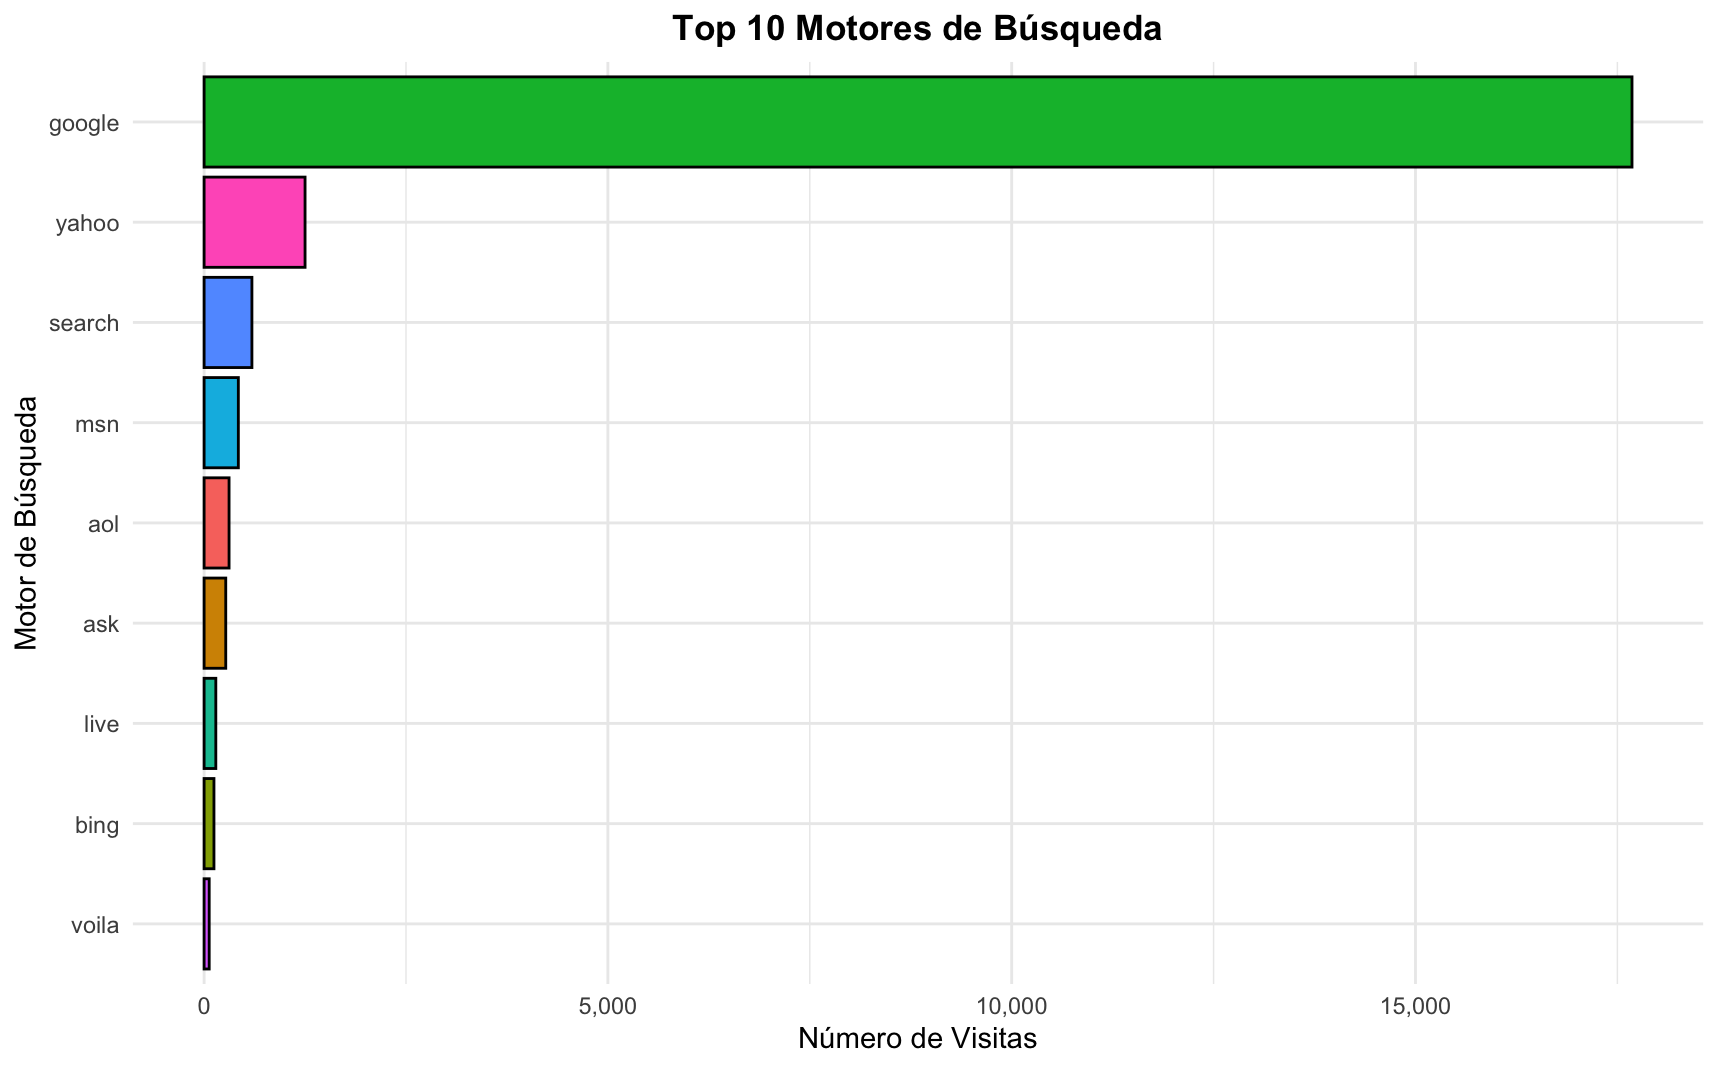 Top 10 Motores de Búsqueda
google
yahoo
search
msn
aol
ask
live
bing
voila
Motor de Búsqueda
0
5,000
10,000
15,000
Número de Visitas